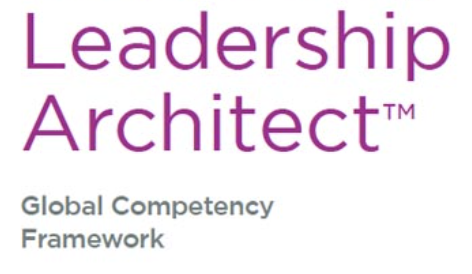 Leadership
Architect™
Global Competency
Framework